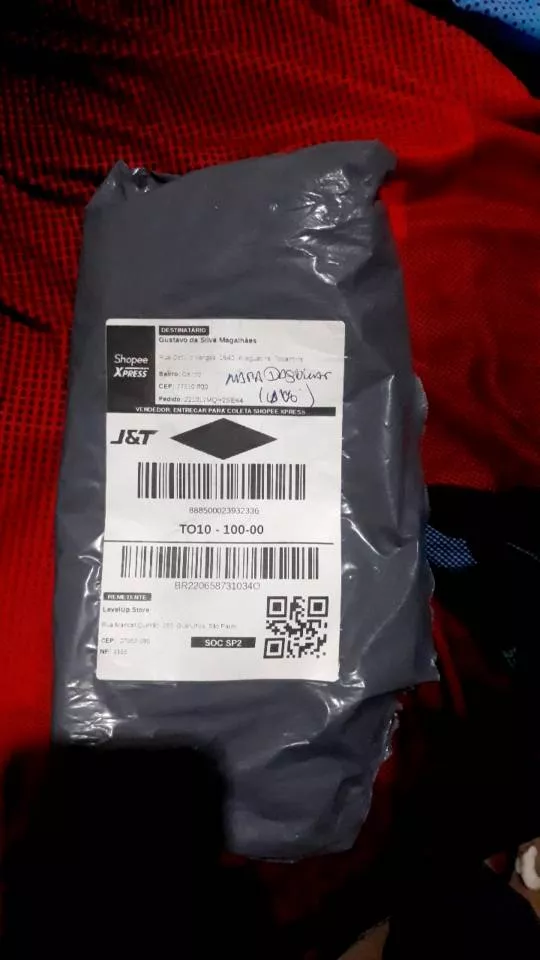 DESTINATÁRIO
Gustavo da Silva Magalhães
Shopee
XPRESS
Bairro:
CEP:
Pedido:
VENDEDOR, ENTREGAR PARA COLETA SHOPEE XPRESS
J&T
888500023932336
TO10 - 100-00
BR220658731034O
REMETENTE
LevelUp Store
São Paulo
CEP:
NF:
SOC SP2